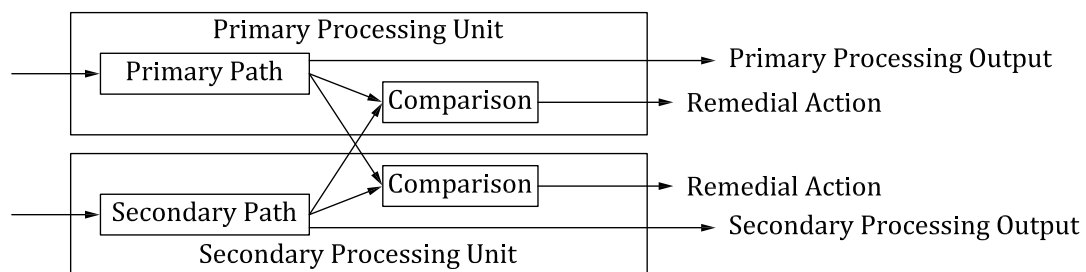 Primary Processing Unit
Primary Path
Primary Processing Output
Comparison
Remedial Action
Comparison
Remedial Action
Secondary Path
Secondary Processing Output
Secondary Processing Unit